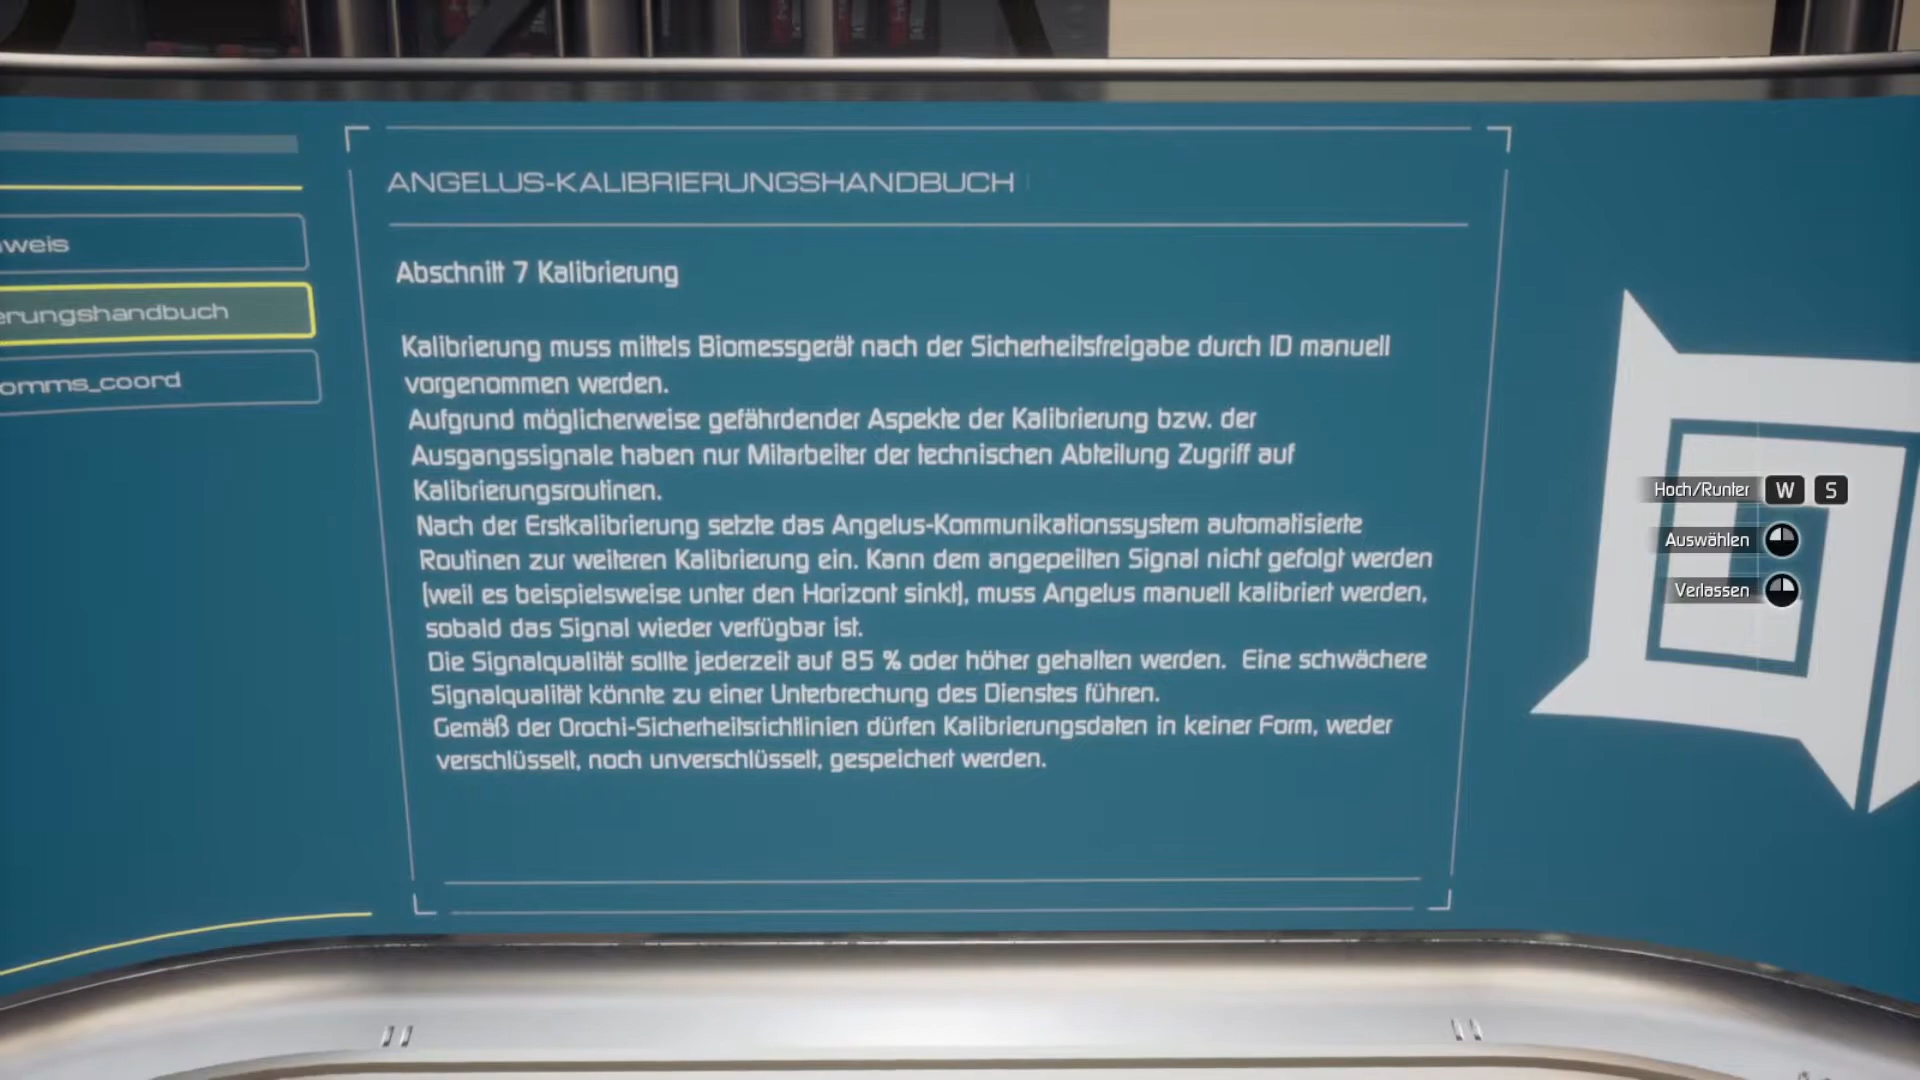 ANGELUS-KALIBRIERUNGSHANDBUCH
weis
erungshandbuch
omms_coord
Abschnitt 7 Kalibrierung
Kalibrierung muss mittels Biomessgerät nach der Sicherheitsfreigabe durch ID manuell
vorgenommen werden.
Aufgrund möglicherweise gefährdender Aspekte der Kalibrierung bzw. der
Ausgangssignale haben nur Mitarbeiter der technischen Abteilung Zugriff auf
Kalibrierungsroutinen.
Nach der Erstkalibrierung setzte das Angelus-Kommunikationssystem automatisierte
Routinen zur weiteren Kalibrierung ein. Kann dem angepeilten Signal nicht gefolgt werden
(weil es beispielsweise unter den Horizont sinkt), muss Angelus manuell kalibriert werden,
sobald das Signal wieder verfügbar ist.
Die Signalqualität sollte jederzeit auf 85 % oder höher gehalten werden. Eine schwächere
Signalqualität könnte zu einer Unterbrechung des Dienstes führen.
Gemäß der Orochi-Sicherheitsrichtlinien dürfen Kalibrierungsdaten in keiner Form, weder
verschlüsselt, noch unverschlüsselt, gespeichert werden.
Hoch/Runter W S
Auswählen
Verlassen